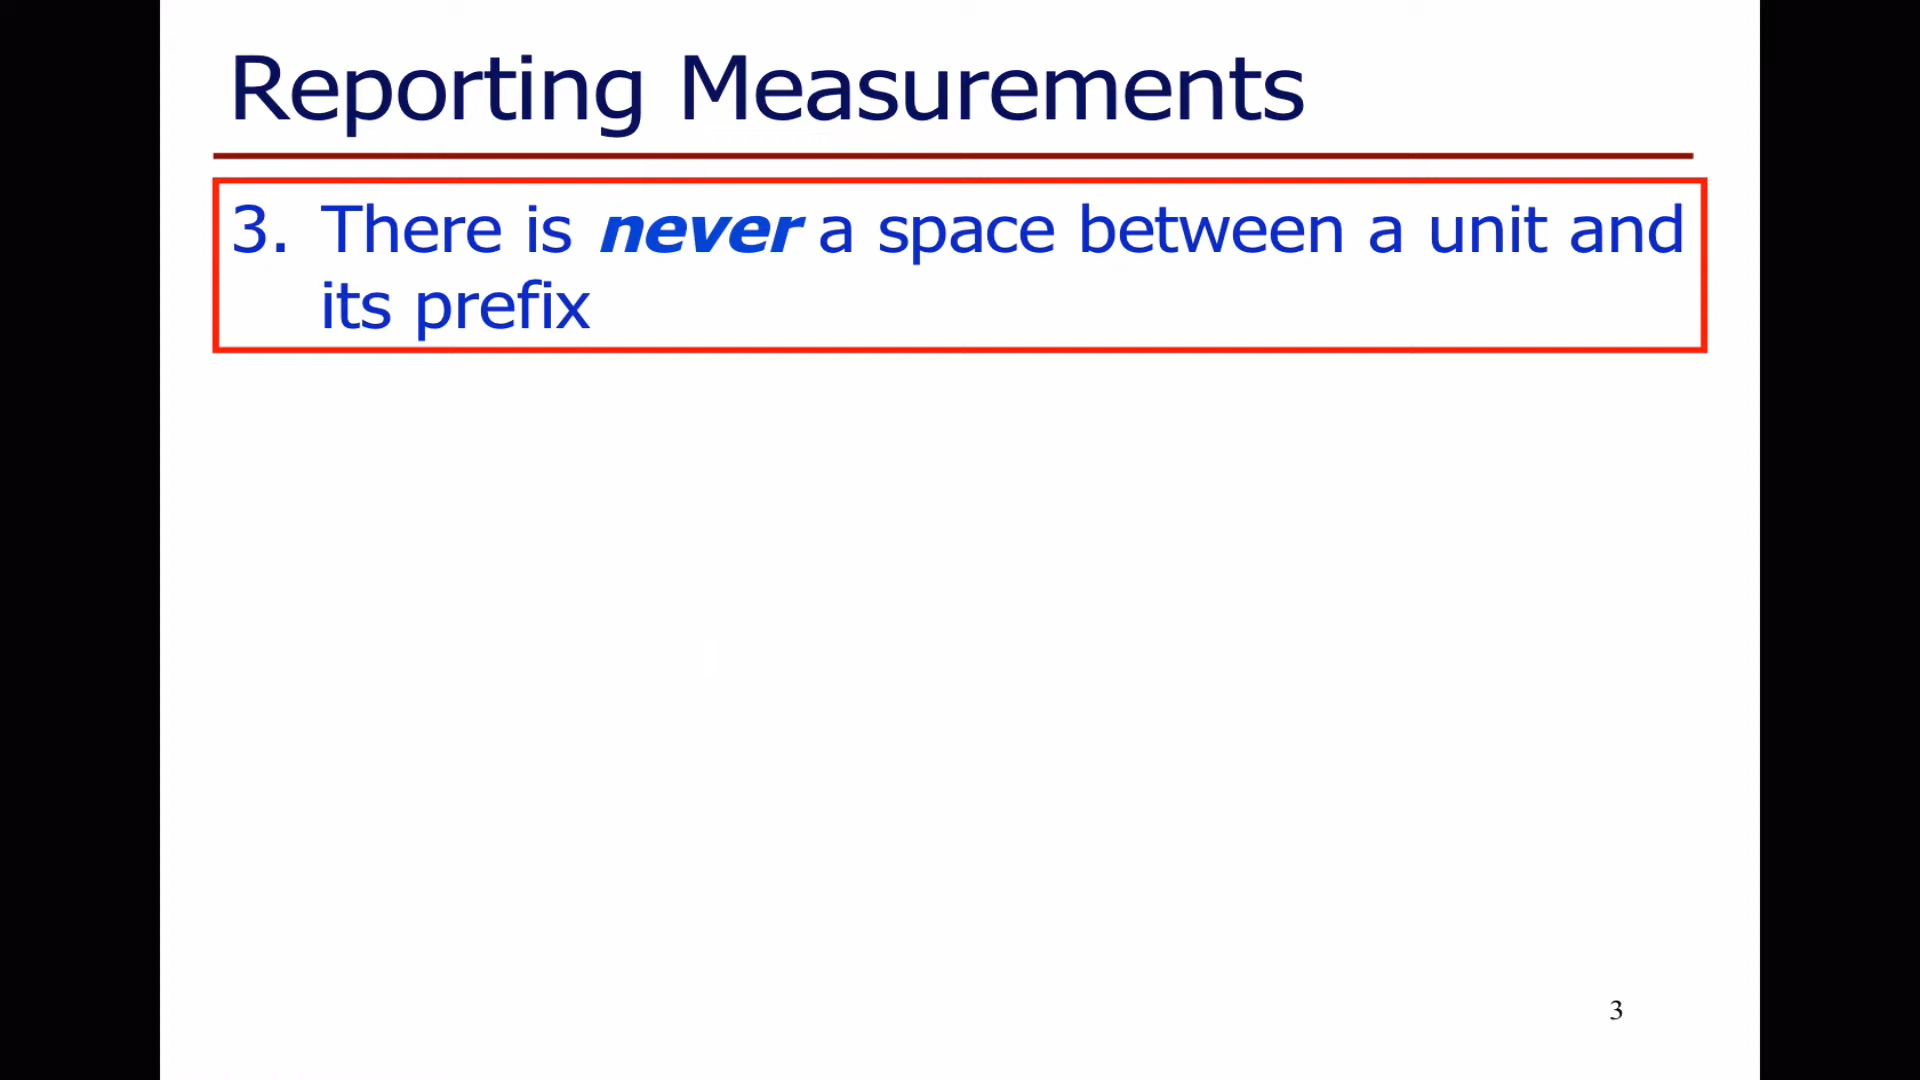 Reporting Measurements
3. There is never a space between a unit and
its prefix
3